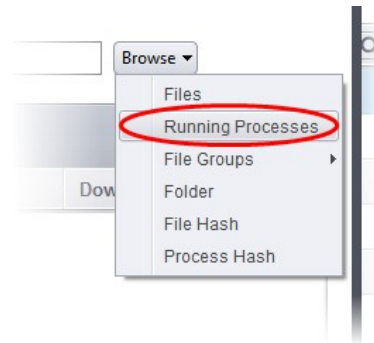 Browse
Files
Running Processes
File Groups
Folder
File Hash
Process Hash